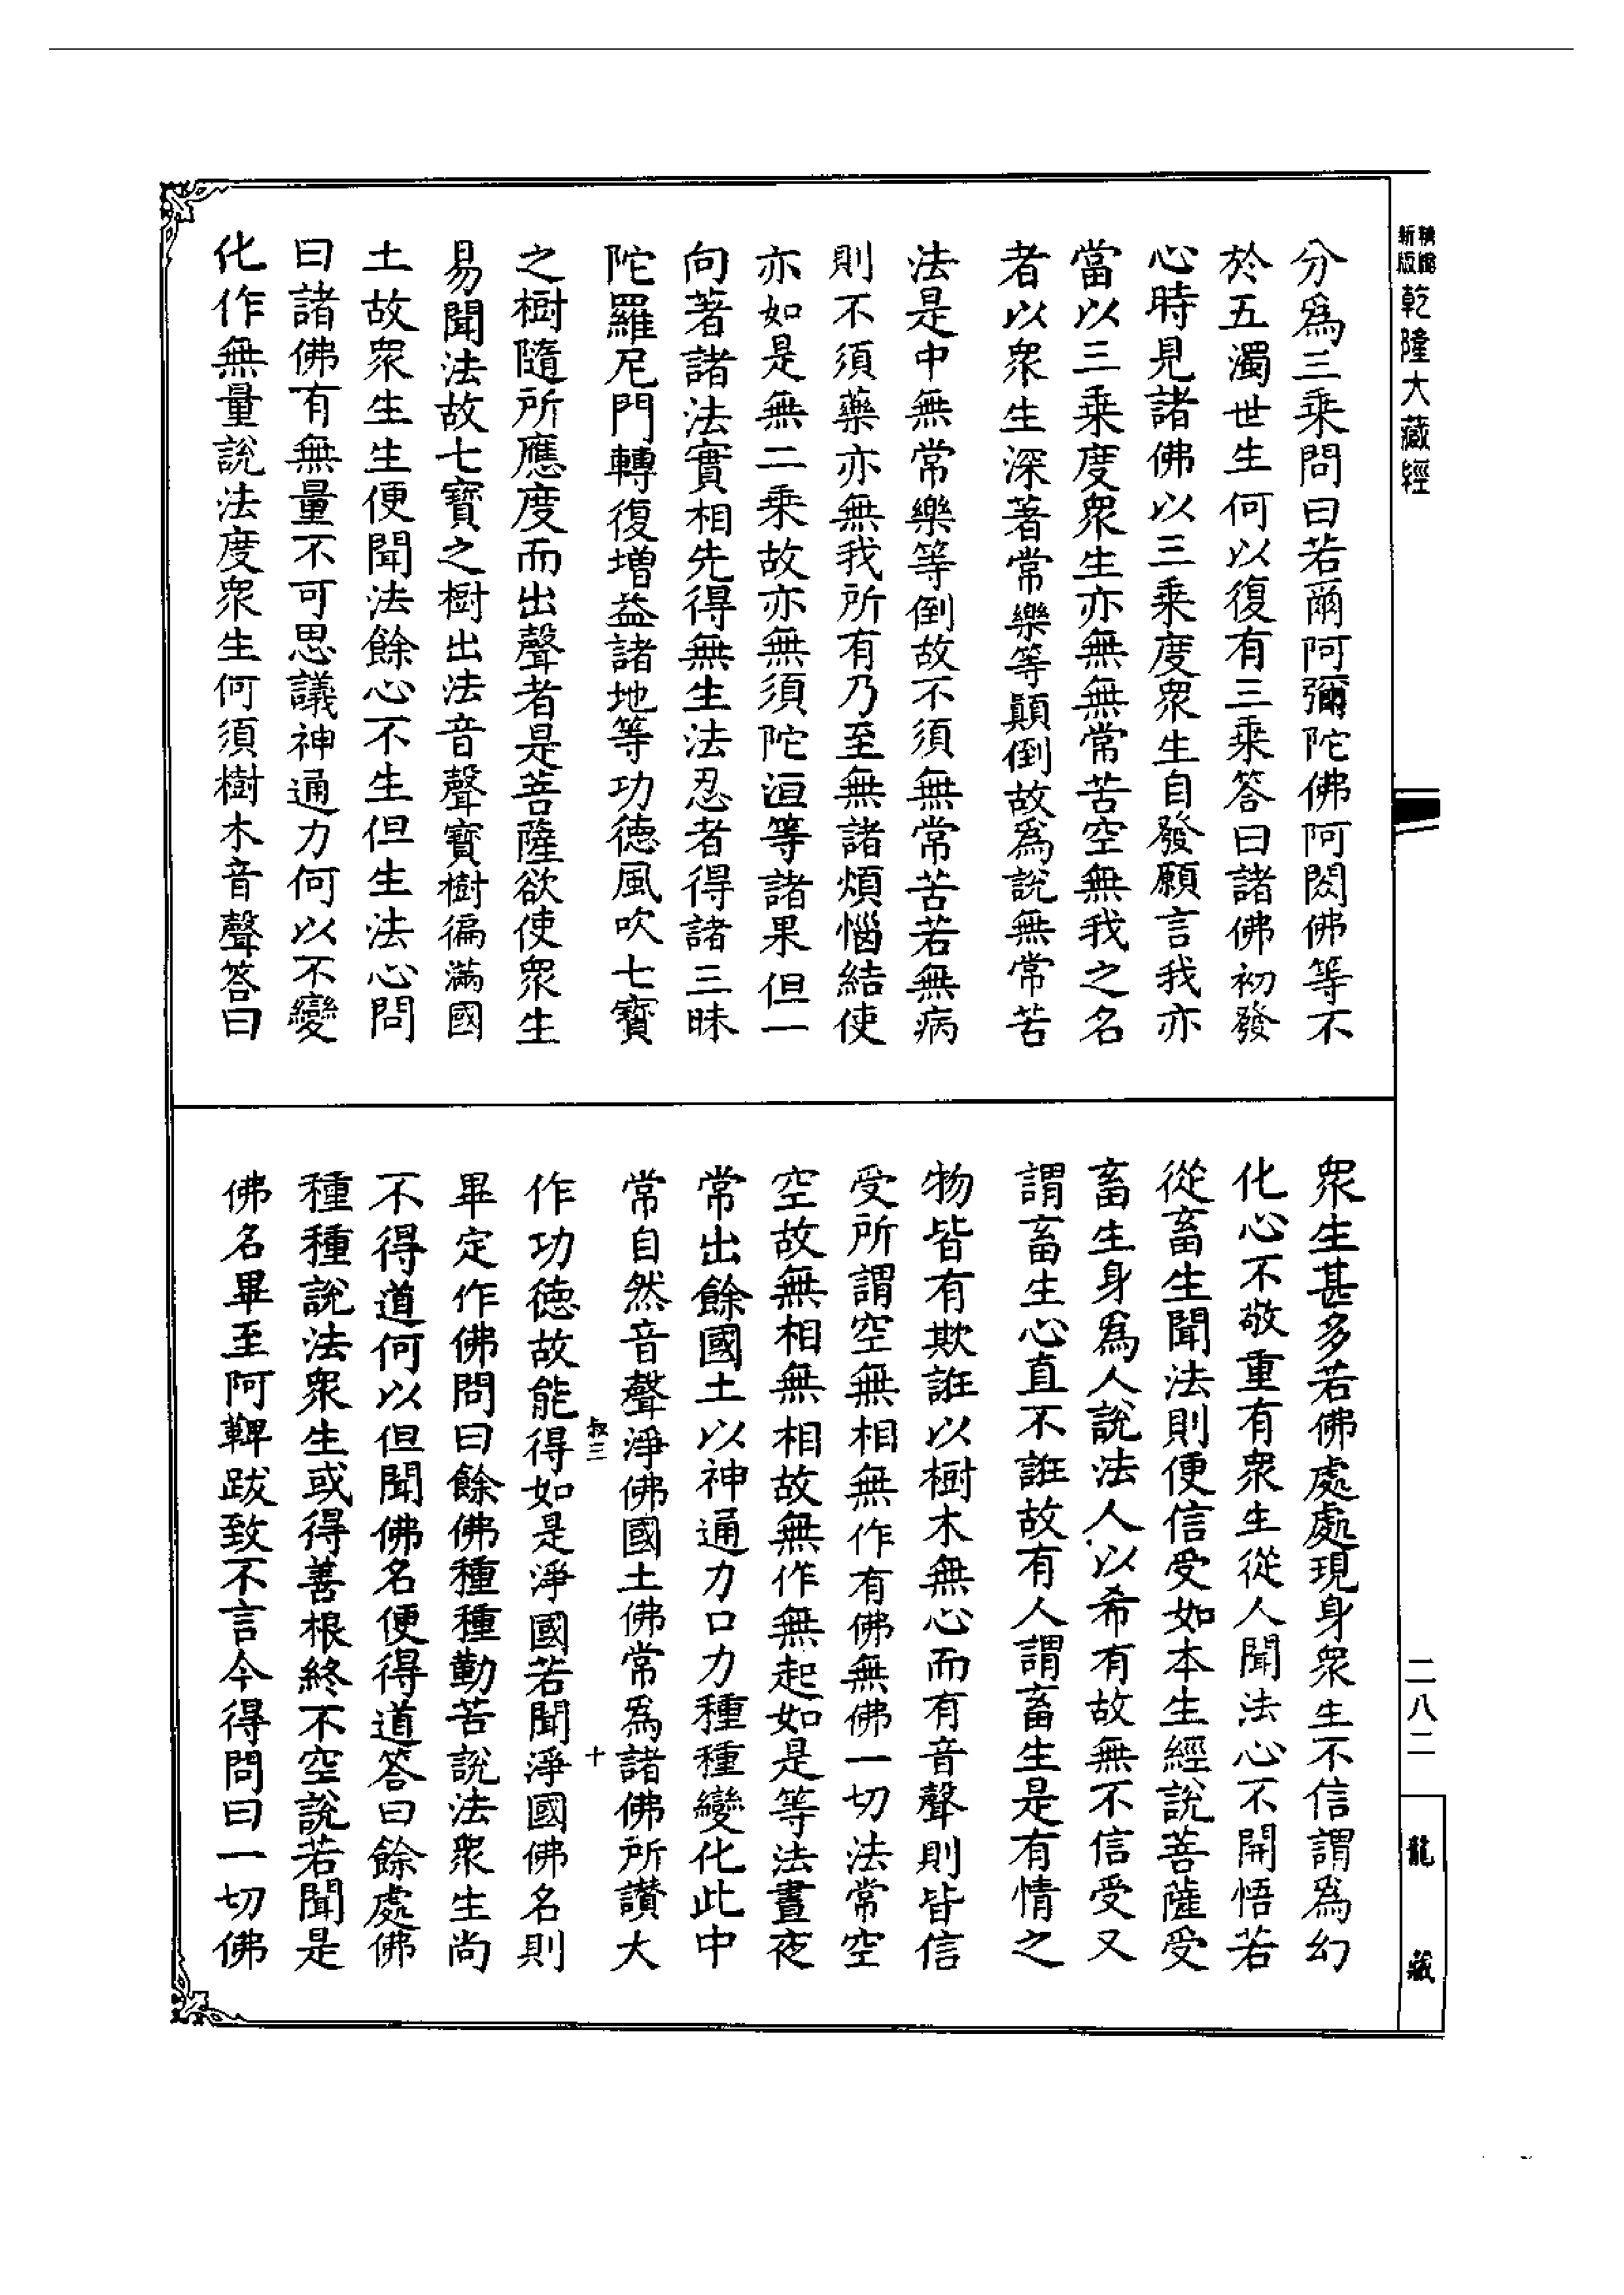 精縮新版乾隆大藏經
分爲三乘問曰若爾阿彌陀佛阿閦佛等不
於五濁世生何以復有三乘答曰諸佛初發
心時見諸佛以三乘度衆生自發願言我亦
當以三乘度衆生亦無無常苦空無我之名
者以衆生深著常樂等顛倒故爲說無常苦
法是中無常樂等倒故不須無常苦若無病
則不須藥亦無我所有乃至無諸煩惱結使
亦如是無二乘故亦無須陀洹等諸果但一
向著諸法實相先得無生法忍者得諸三昧
陀羅尼門轉復增益諸地等功德風吹七寶
之樹隨所應度而出聲者是菩薩欲使衆生
易聞法故七寶之樹出法音聲寶樹徧滿國
土故衆生生便聞法餘心不生但生法心問
曰諸佛有無量不可思議神通力何以不變
化作無量說法度衆生何須樹木音聲答曰
衆生甚多若佛處處現身衆生不信謂爲幻
化心不敬重有衆生從人聞法心不開悟若
從畜生聞法則便信受如本生經說菩薩受
畜生身爲人說法人以希有故無不信受又
謂畜生心直不誑故有人謂畜生是有情之
物皆有欺誑以樹木無心而有音聲則皆信
受所謂空無相無作有佛無佛一切法常空
空故無相無相故無作無起如是等法晝夜
常出餘國土以神通力口力種種變化此中
常自然音聲淨佛國土佛常爲諸佛所讚大
叔三 十
作功德故能得如是淨國若聞淨國佛名則
畢定作佛問曰餘佛種種勤苦說法衆生尚
不得道何以但聞佛名便得道答曰餘處佛
種種說法衆生或得善根終不空說若聞是
佛名畢至阿鞞跋致不言今得問曰一切佛
二八二
龍藏